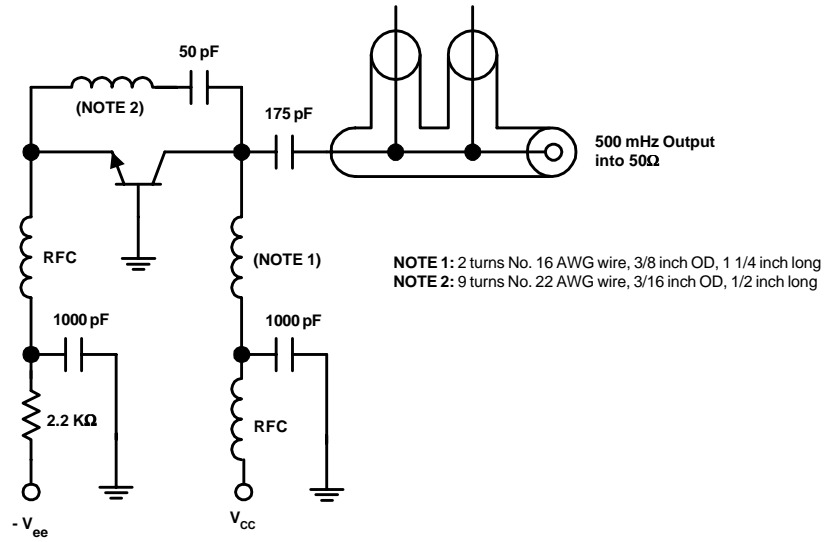 50 pF
(NOTE 2)
175 pF
500 mHz Output
into 50Ω
RFC
(NOTE 1)
NOTE 1: 2 turns No. 16 AWG wire, 3/8 inch OD, 1 1/4 inch long
NOTE 2: 9 turns No. 22 AWG wire, 3/16 inch OD, 1/2 inch long
1000 pF
1000 pF
2.2 KΩ
RFC
- Vee
VCC